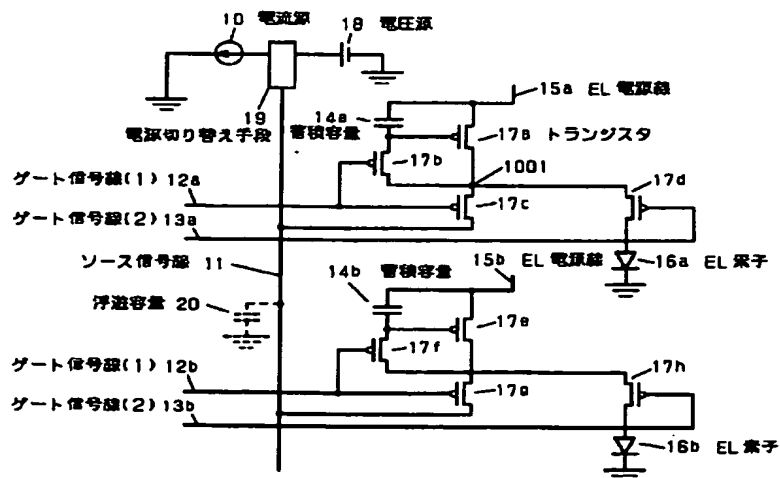 10 電流源
18 電圧源
19
電源切り替え手段
14a
蓄積容量
15a EL 電源線
17a トランジスタ
17b
1001
17c
17d
ゲート信号線(1) 12a
ゲート信号線(2) 13a
ソース信号線 11
16a EL 素子
14b 蓄積容量
15b EL 電源線
浮遊容量 20
17e
17f
17g
17h
ゲート信号線(1) 12b
ゲート信号線(2) 13b
16b EL 素子